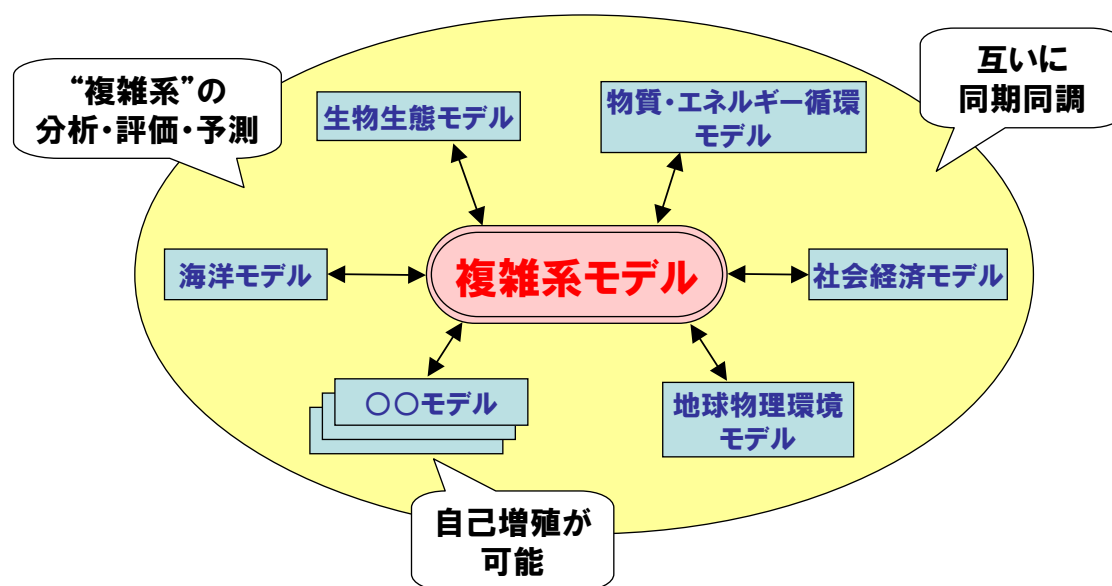 “複雑系”の
分析・評価・予測
互いに
同期同調
生物生態モデル
物質・エネルギー循環
モデル
海洋モデル
複雑系モデル
社会経済モデル
〇〇モデル
地球物理環境
モデル
自己増殖が
可能